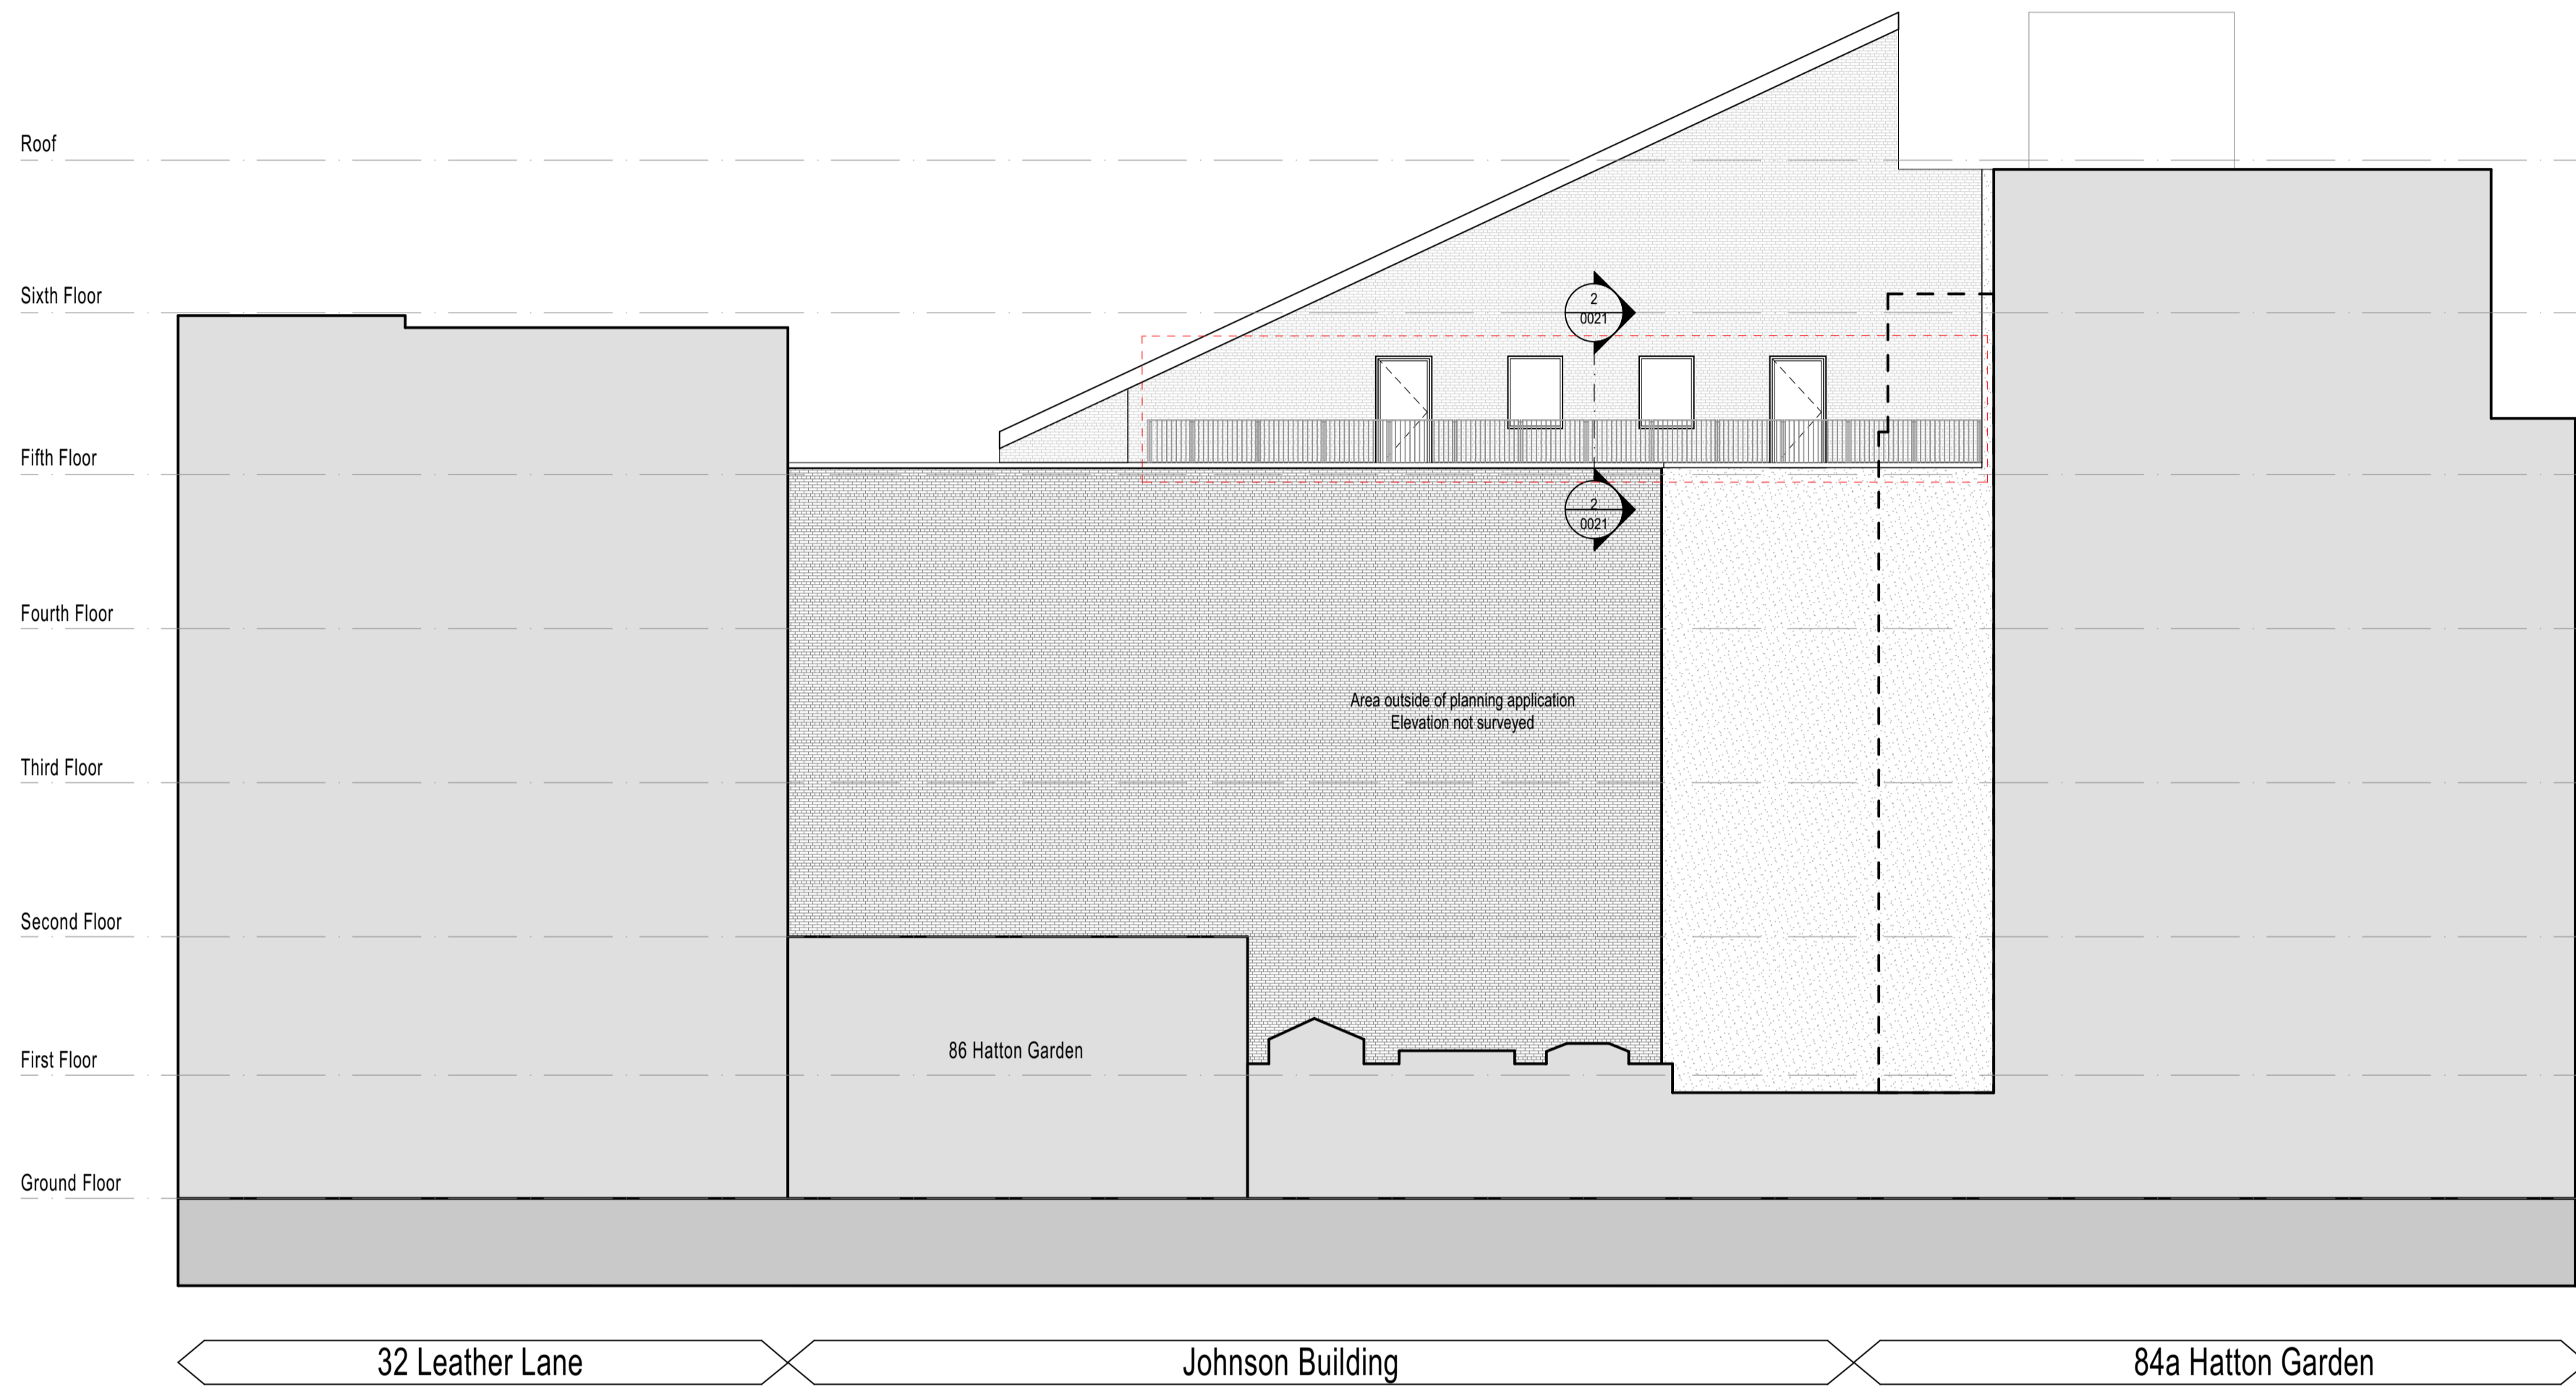 Roof
Sixth Floor
2
0021
Fifth Floor
2
0021
Fourth Floor
Area outside of planning application
Elevation not surveyed
Third Floor
Second Floor
86 Hatton Garden
First Floor
Ground Floor
32 Leather Lane
Johnson Building
84a Hatton Garden